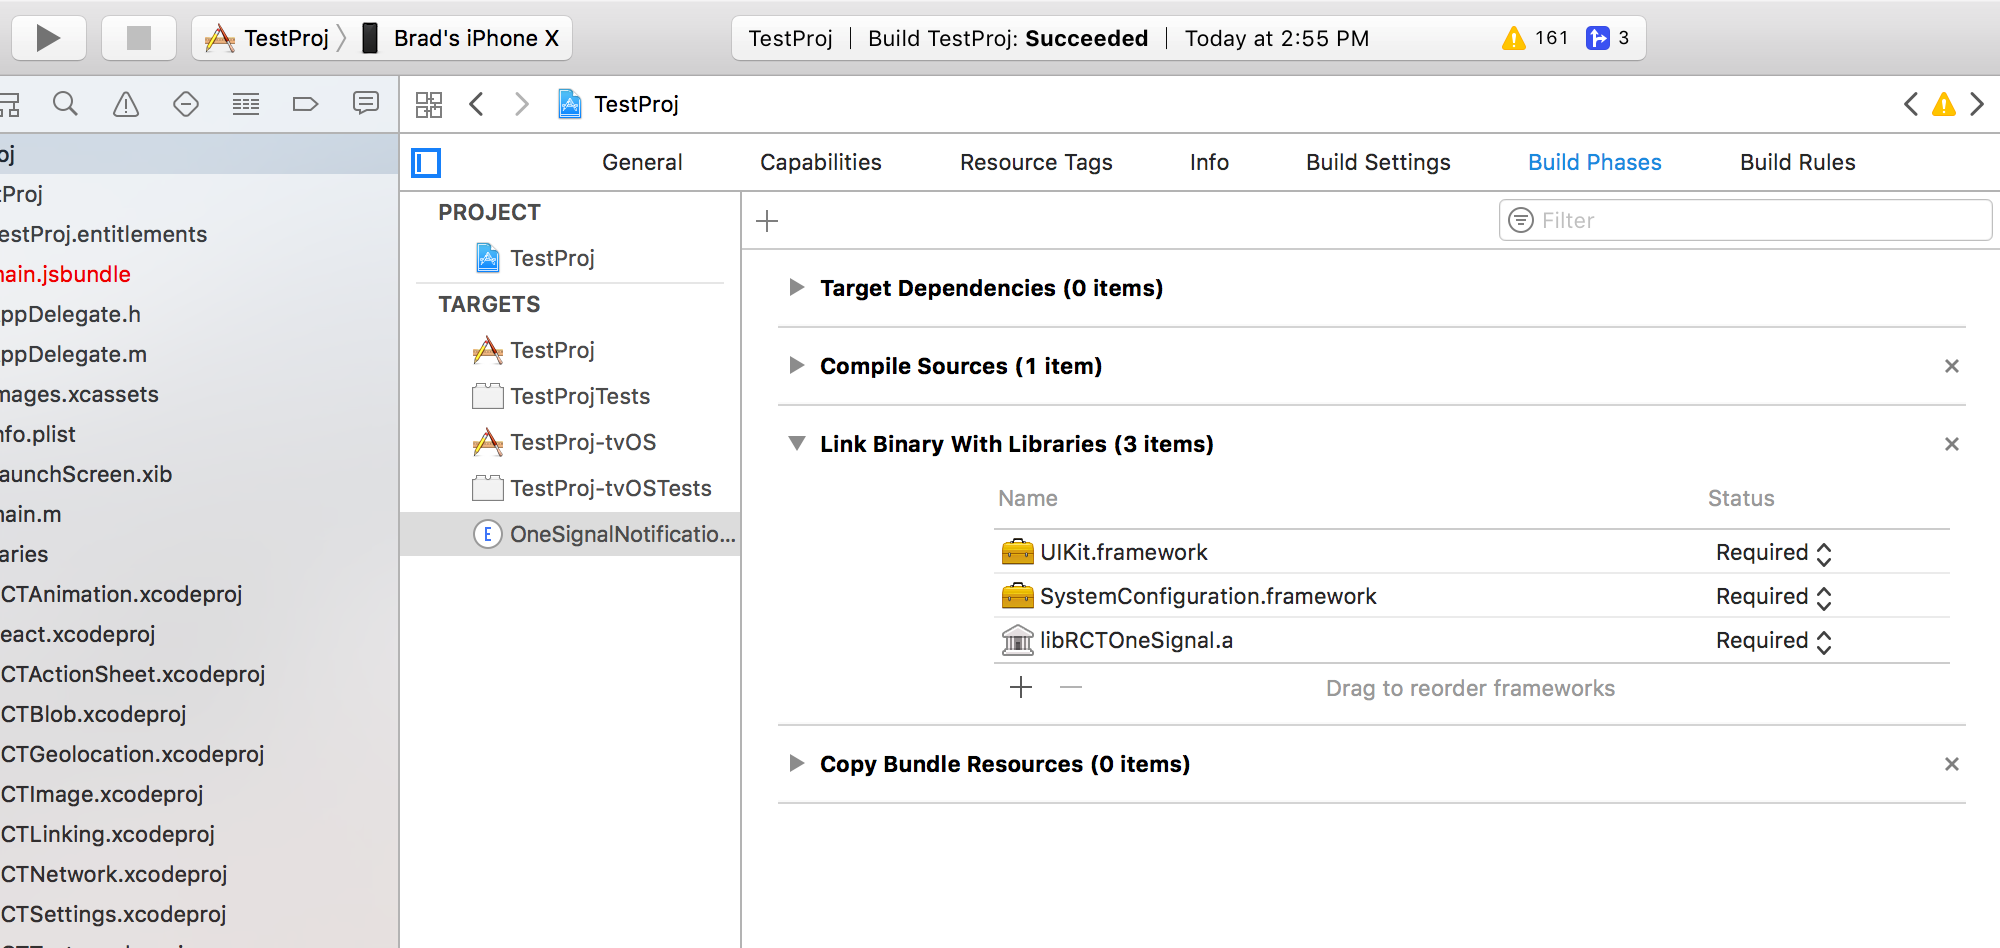 TestProj
Brad's iPhone X
TestProj
Build TestProj: Succeeded
Today at 2:55 PM
161
3
TestProj
General
Capabilities
Resource Tags
Info
Build Settings
Build Phases
Build Rules
oj
tProj
estProj.entitlements
nain.jsbundle
ppDelegate.h
ppDelegate.m
mages.xcassets
nfo.plist
aunchScreen.xib
nain.m
aries
CTAnimation.xcodeproj
eact.xcodeproj
CTActionSheet.xcodeproj
CTBlob.xcodeproj
CTGeolocation.xcodeproj
CTImage.xcodeproj
CTLinking.xcodeproj
CTNetwork.xcodeproj
CTSettings.xcodeproj
PROJECT
TestProj
TARGETS
TestProj
TestProjTests
TestProj-tvOS
TestProj-tvOSTests
E OneSignalNotificatio...
Filter
Target Dependencies (0 items)
Compile Sources (1 item)
Link Binary With Libraries (3 items)
Name Status
UIKit.framework Required
SystemConfiguration.framework Required
libRCTOneSignal.a Required
Drag to reorder frameworks
Copy Bundle Resources (0 items)